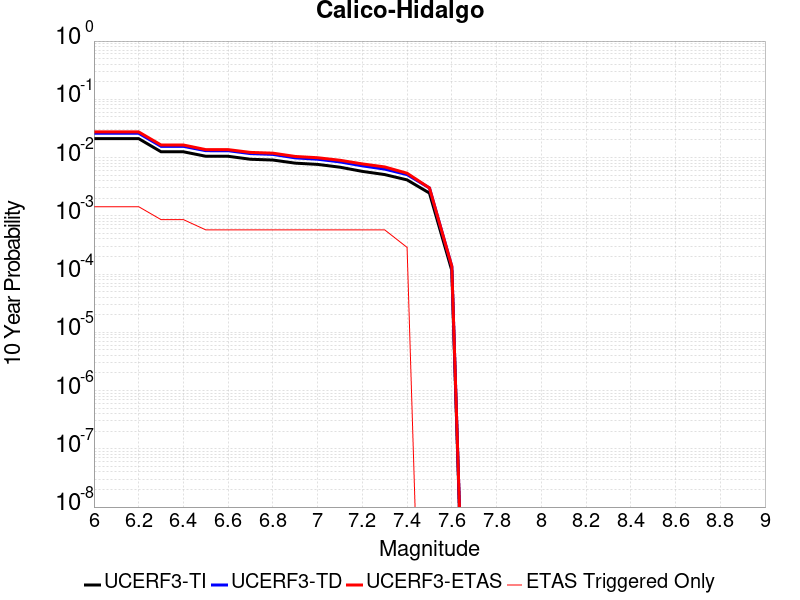 Calico-Hidalgo
10^0
10^-1
10^-2
10^-3
10^-4
10^-5
10^-6
10^-7
10^-8
10 Year Probability
6 6.2 6.4 6.6 6.8 7 7.2 7.4 7.6 7.8 8 8.2 8.4 8.6 8.8 9
Magnitude
UCERF3-TI UCERF3-TD UCERF3-ETAS ETAS Triggered Only